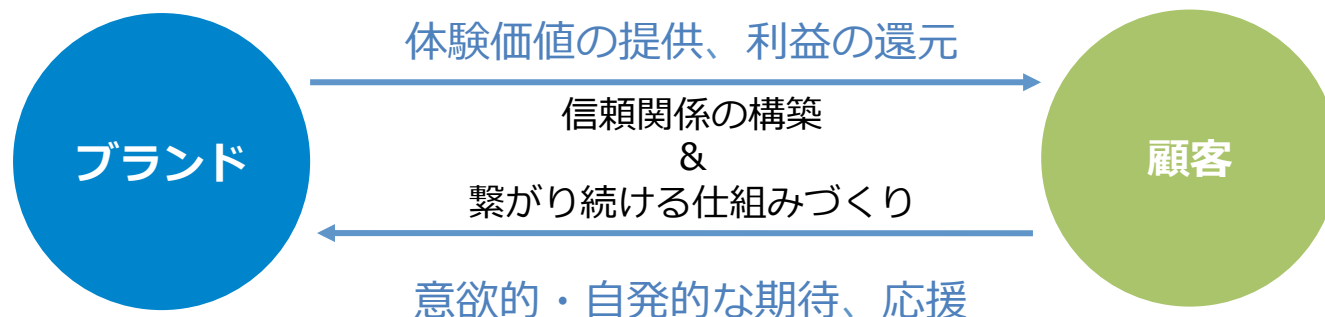 体験価値の提供、利益の還元
ブランド
信頼関係の構築
&
繋がり続ける仕組みづくり
顧客
意欲的・自発的な期待、応援